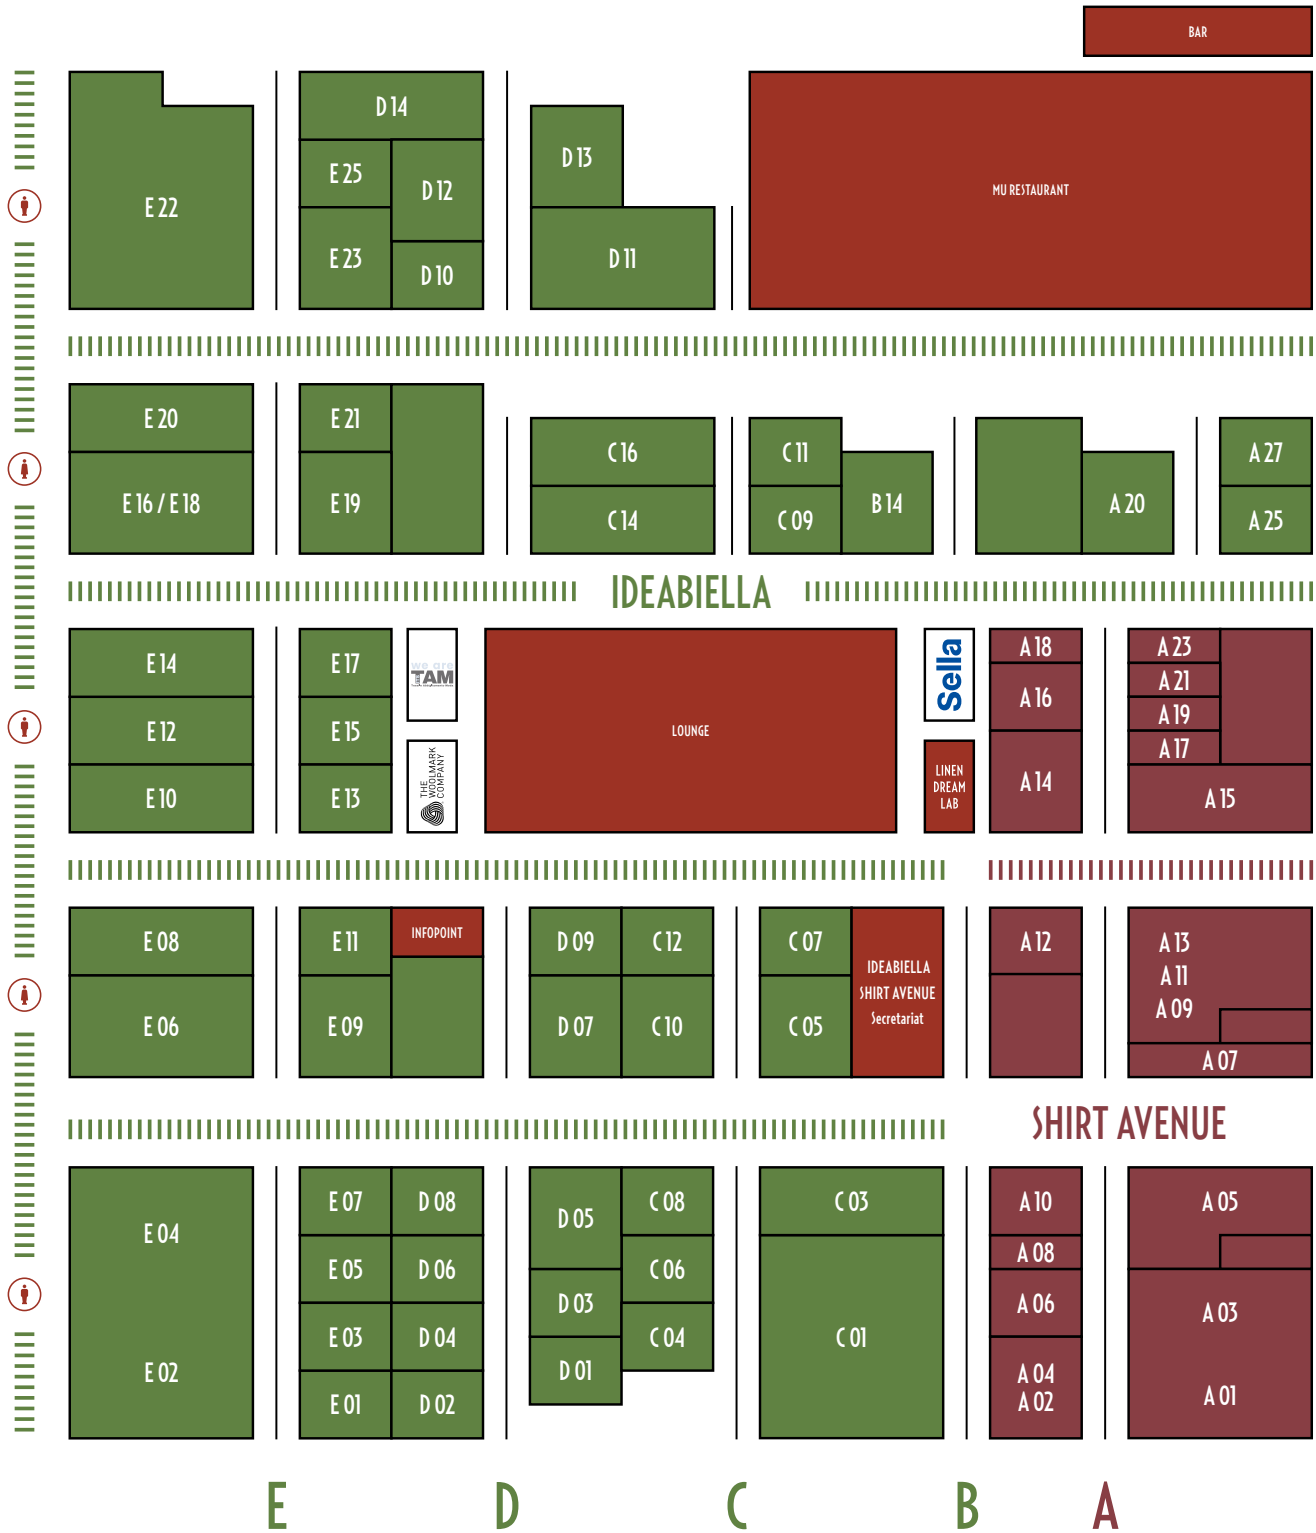 BAR
D 14
D 13
E 25
D 12
E 22
MU RESTAURANT
E 23
D 10
D 11
E 20
E 21
C 16
C 11
A 27
E 16 / E 18
E 19
C 14
C 09
B 14
A 20
A 25
IDEABIELLA
E 14
E 17
we are
TAM
Sella
A 18
A 23
A 16
A 21
A 19
E 12
E 15
LOUNGE
A 17
E 10
E 13
THE
WOOLMARK
COMPANY
LINEN
DREAM
LAB
A 14
A 15
E 08
E 11
INFOPOINT
D 09
C 12
C 07
IDEABIELLA
SHIRT AVENUE
Secretariat
A 12
A 13
A 11
A 09
E 06
E 09
D 07
C 10
C 05
A 07
SHIRT AVENUE
E 04
E 07
D 08
D 05
C 08
C 03
A 10
A 05
E 05
D 06
C 06
A 08
E 03
D 04
D 03
C 04
C 01
A 06
A 03
E 02
E 01
D 02
D 01
A 04
A 02
A 01
E
D
C
B
A